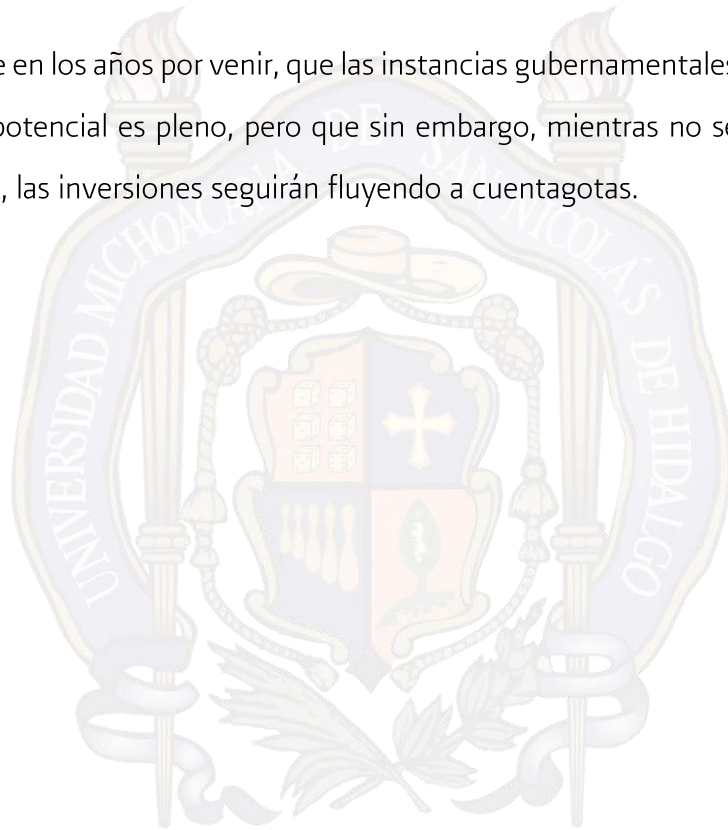 e en los años por venir, que las instancias gubernamentales
potencial es pleno, pero que sin embargo, mientras no se
, las inversiones seguirán fluyendo a cuentagotas.
UNIVERSIDAD MICHOACANA DE SAN NICOLÁS DE HIDALGO